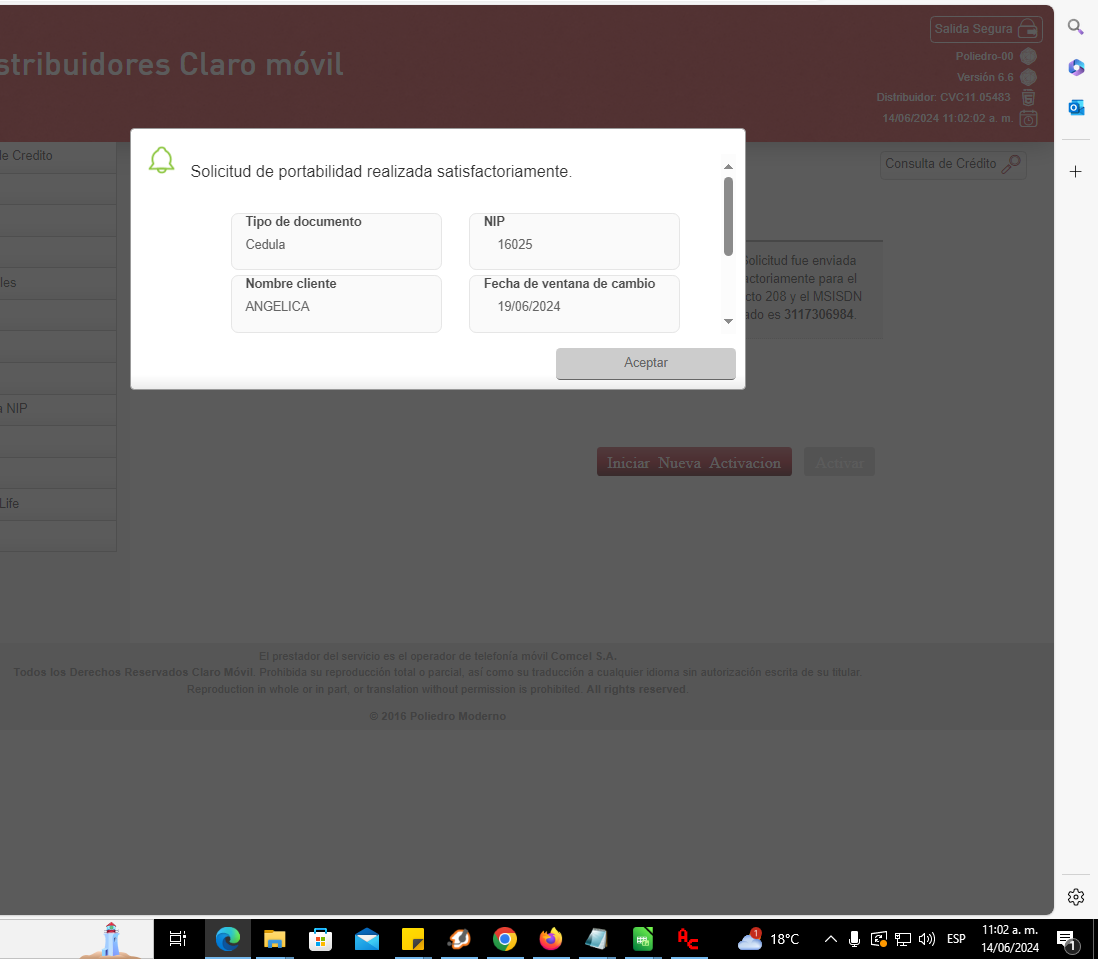 Salida Segura
stribuidores Claro móvil
Poliedro-00
Versión 6.6
Distribuidor: CVC11.05483
14/06/2024 11:02:02 a. m.
de Credito
Consulta de Crédito
Solicitud de portabilidad realizada satisfactoriamente.
Tipo de documento
Cedula
NIP
16025
Nombre cliente
ANGELICA
Fecha de ventana de cambio
19/06/2024
Aceptar
Solicitud fue enviada
actoriamente para el
cto 208 y el MSISDN
ado es 3117306984.
les
a NIP
Life
Iniciar Nueva Activacion
Activar
El prestador del servicio es el operador de telefonía móvil Comcel S.A.
Todos los Derechos Reservados Claro Móvil. Prohibida su reproducción total o parcial, así como su traducción a cualquier idioma sin autorización escrita de su titular.
Reproduction in whole or in part, or translation without permission is prohibited. All rights reserved.
© 2016 Poliedro Moderno
1
18°C
ESP
11:02 a. m.
14/06/2024
1